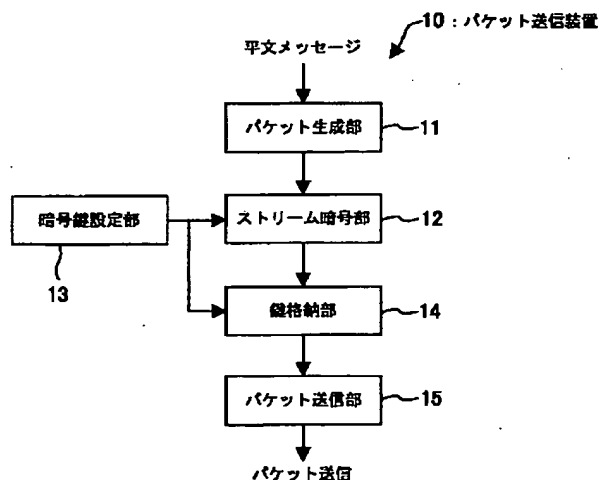 10：パケット送信装置
平文メッセージ
パケット生成部
11
暗号鍵設定部
ストリーム暗号部
12
13
鍵格納部
14
パケット送信部
15
パケット送信